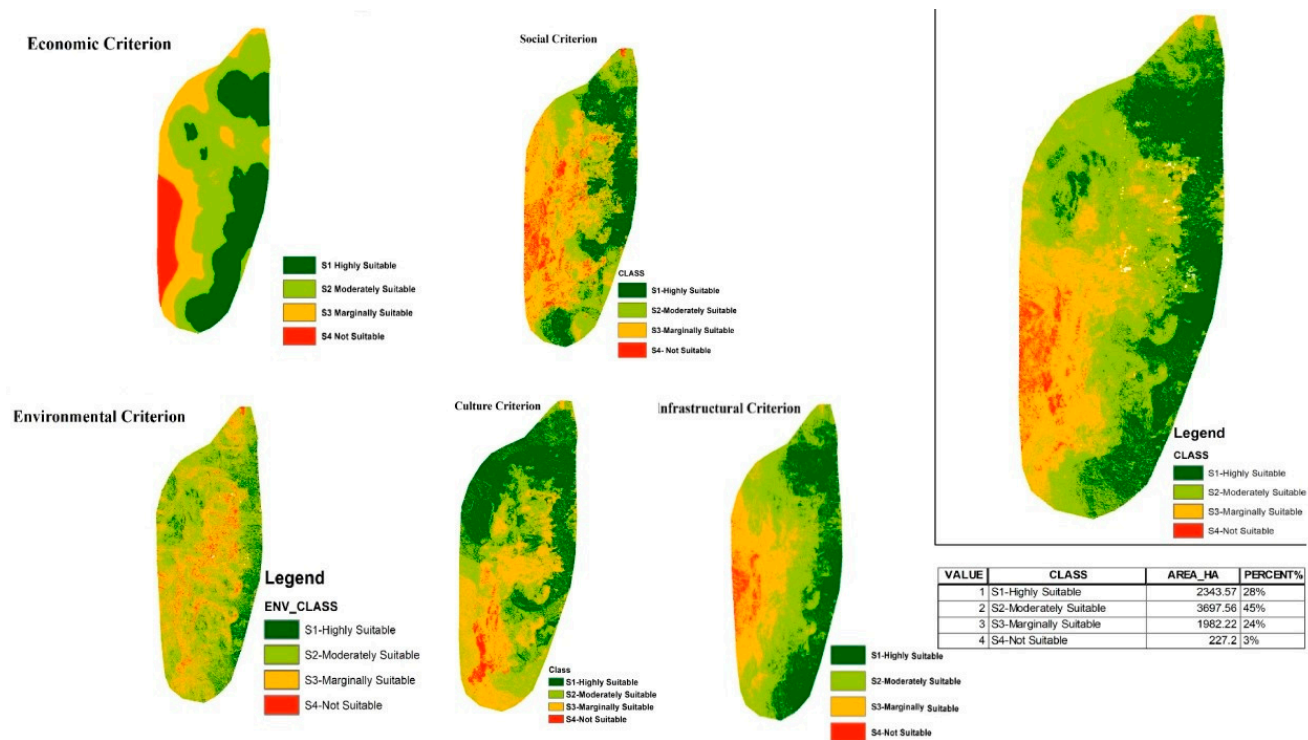 Economic Criterion
S1 Highly Suitable
S2 Moderately Suitable
S3 Marginally Suitable
S4 Not Suitable
Social Criterion
CLASS
S1-Highly Suitable
S2-Moderately Suitable
S3-Marginally Suitable
S4- Not Suitable
Environmental Criterion
Legend
ENV_CLASS
S1-Highly Suitable
S2-Moderately Suitable
S3-Marginally Suitable
S4-Not Suitable
Culture Criterion
Class
S1-Highly Suitable
S2-Moderately Suitable
S3-Marginally Suitable
S4-Not Suitable
Infrastructural Criterion
S1-Highly Suitable
S2-Moderately Suitable
S3-Marginally Suitable
S4-Not Suitable
Legend
CLASS
S1-Highly Suitable
S2-Moderately Suitable
S3-Marginally Suitable
S4-Not Suitable
VALUE CLASS AREA_HA PERCENT%
1 S1-Highly Suitable 2343.57 28%
2 S2-Moderately Suitable 3697.56 45%
3 S3-Marginally Suitable 1982.22 24%
4 S4-Not Suitable 227.2 3%